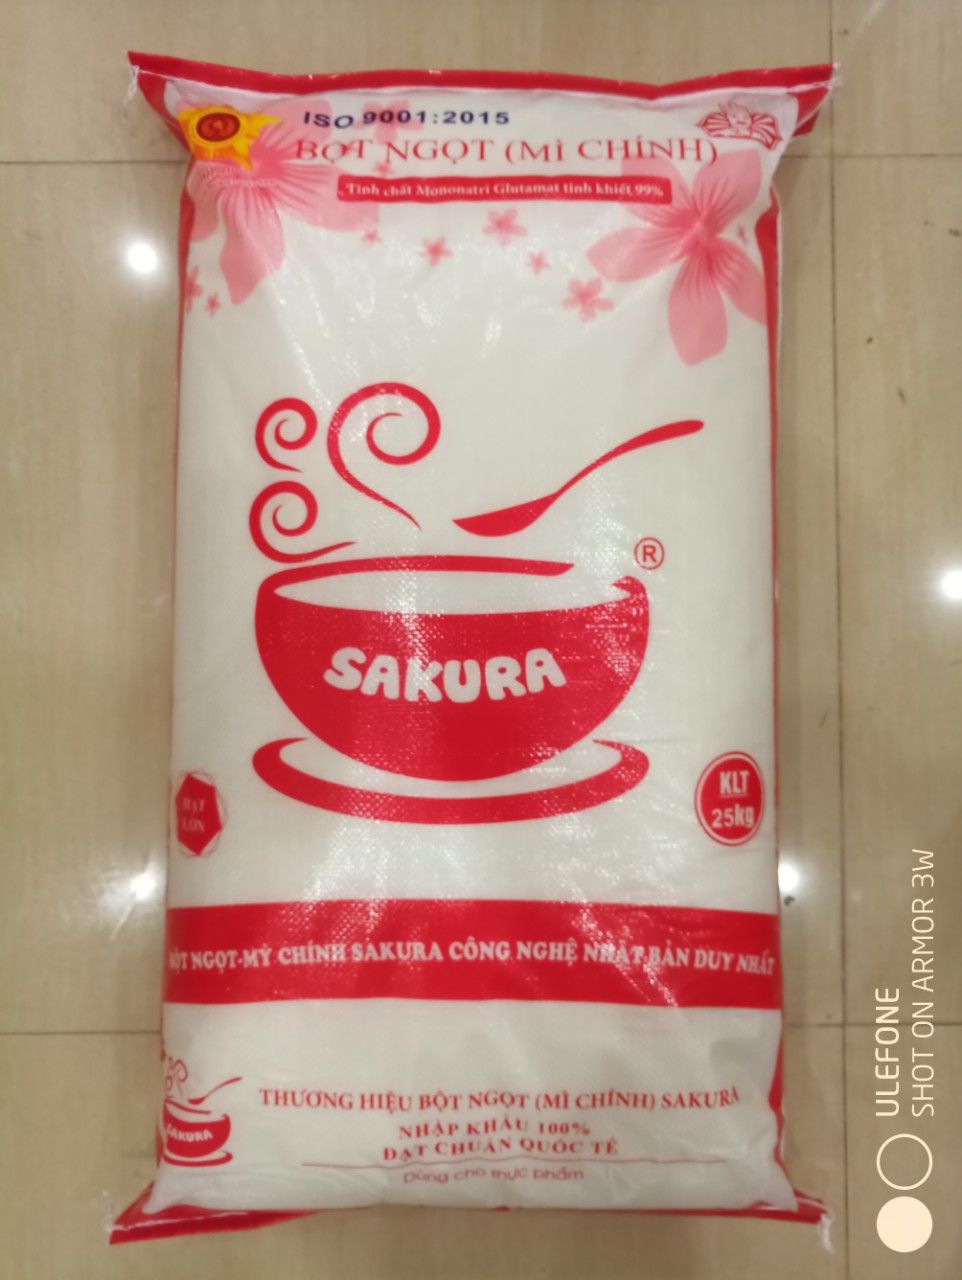 ISO 9001:2015
BỘT NGỌT (MÌ CHÍNH)
Tinh chất Mononatri Glutamat tinh khiết 99%
®
SAKURA
KLT
25kg
HẠT
LỚN
BỘT NGỌT-MỲ CHÍNH SAKURA CÔNG NGHỆ NHẬT BẢN DUY NHẤT
SAKURA
THƯƠNG HIỆU BỘT NGỌT (MÌ CHÍNH) SAKURA
NHẬP KHẨU 100%
ĐẠT CHUẨN QUỐC TẾ
Dùng cho thực phẩm
ULEFONE
SHOT ON ARMOR 3W